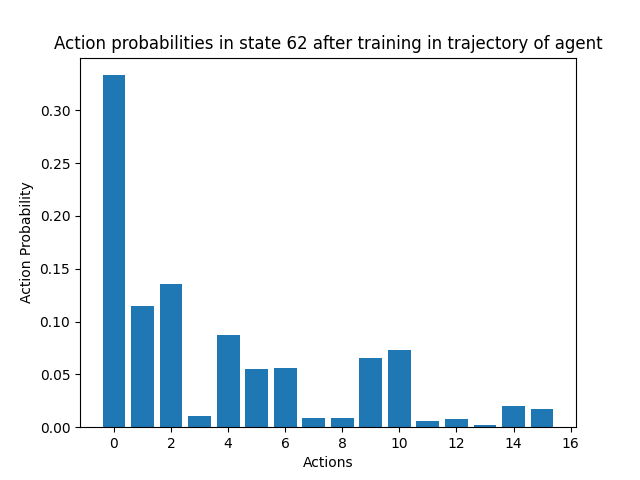 Action probabilities in state 62 after training in trajectory of agent
0.30
0.25
0.20
0.15
0.10
0.05
0.00
Action Probability
0 2 4 6 8 10 12 14 16
Actions